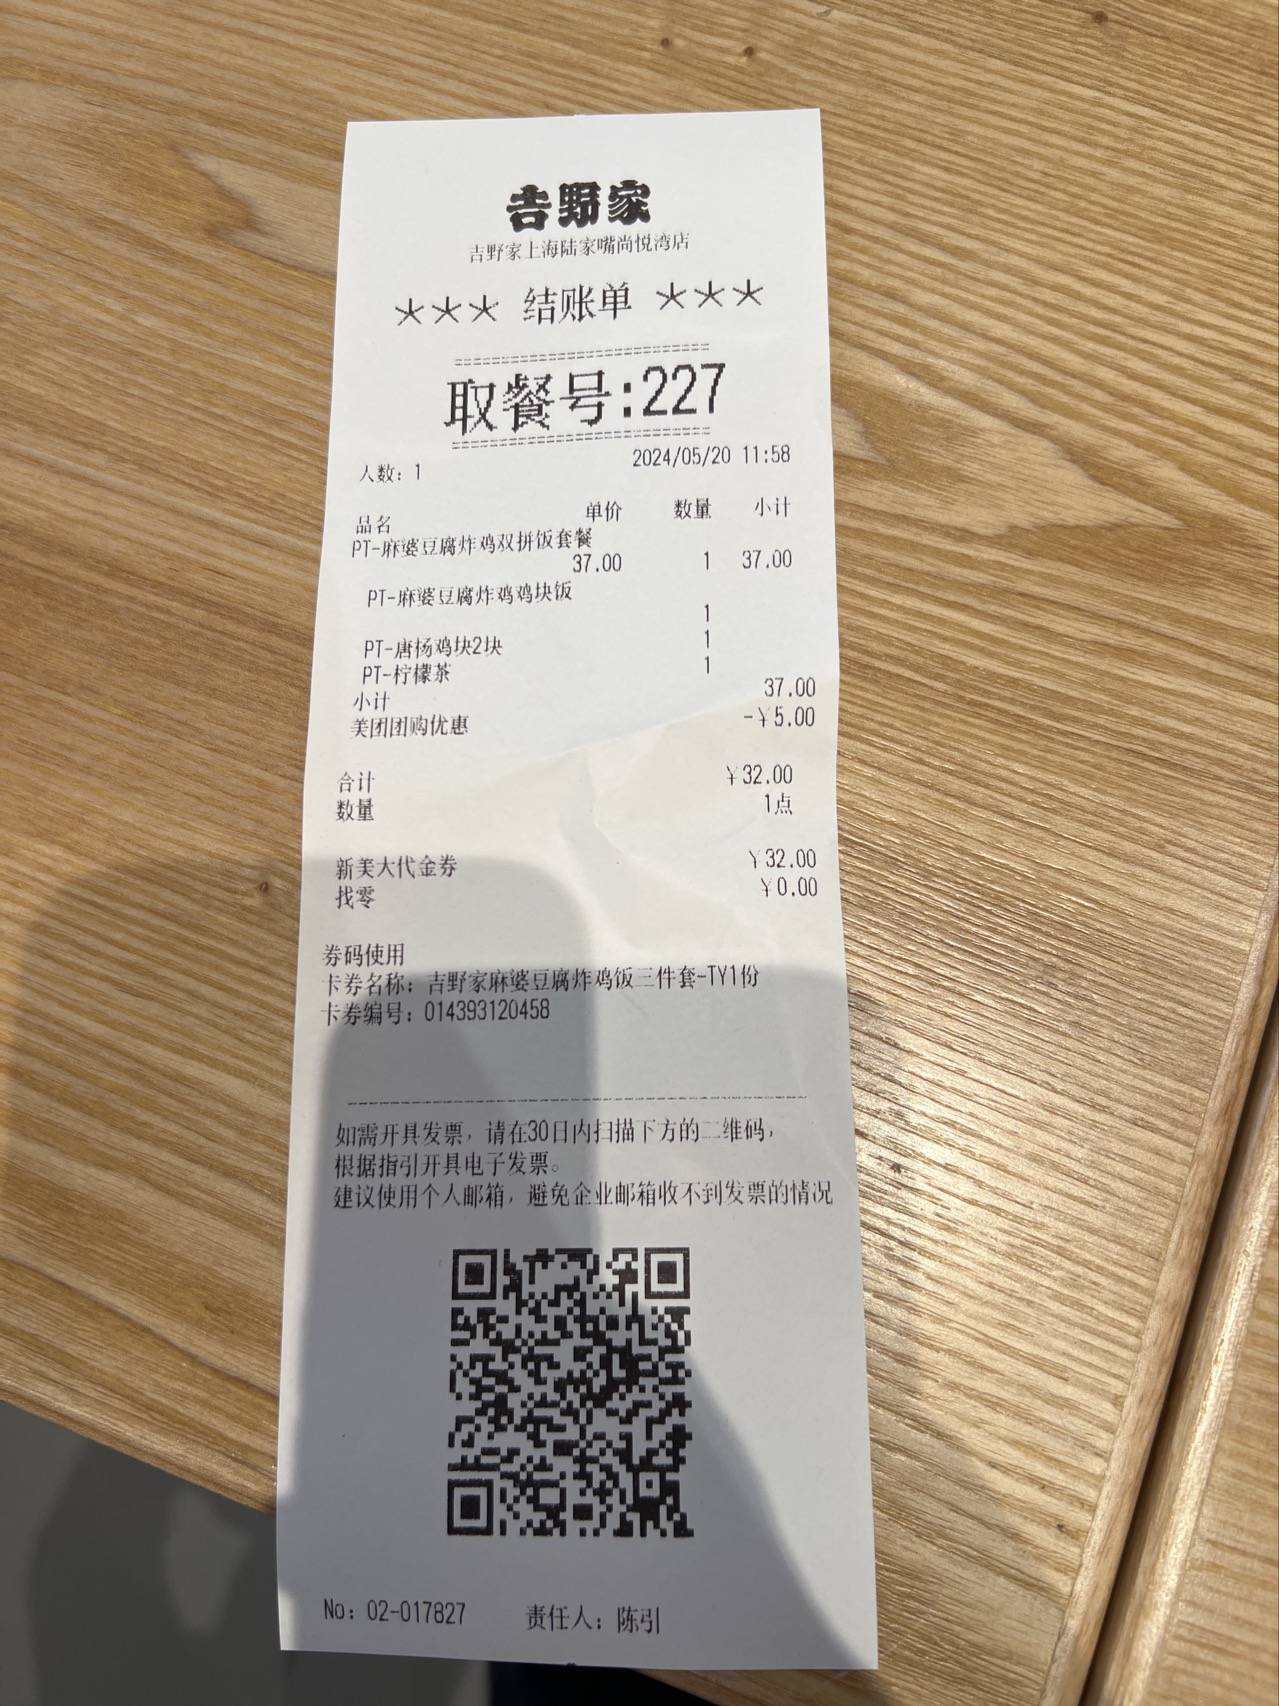 吉野家
吉野家上海陆家嘴尚悦湾店
*** 结账单 ***
取餐号:227
人数: 1 2024/05/20 11:58
品名 单价 数量 小计
PT-麻婆豆腐炸鸡双拼饭套餐
37.00 1 37.00
PT-麻婆豆腐炸鸡鸡块饭
1
PT-唐杨鸡块2块 1
PT-柠檬茶 1
小计 37.00
美团团购优惠 -¥5.00
合计 ¥32.00
数量 1点
新美大代金券 ¥32.00
找零 ¥0.00
券码使用
卡券名称: 吉野家麻婆豆腐炸鸡饭三件套-TY1份
卡券编号: 014393120458
如需开具发票, 请在30日内扫描下方的二维码,
根据指引开具电子发票。
建议使用个人邮箱, 避免企业邮箱收不到发票的情况
No: 02-017827 责任人: 陈引